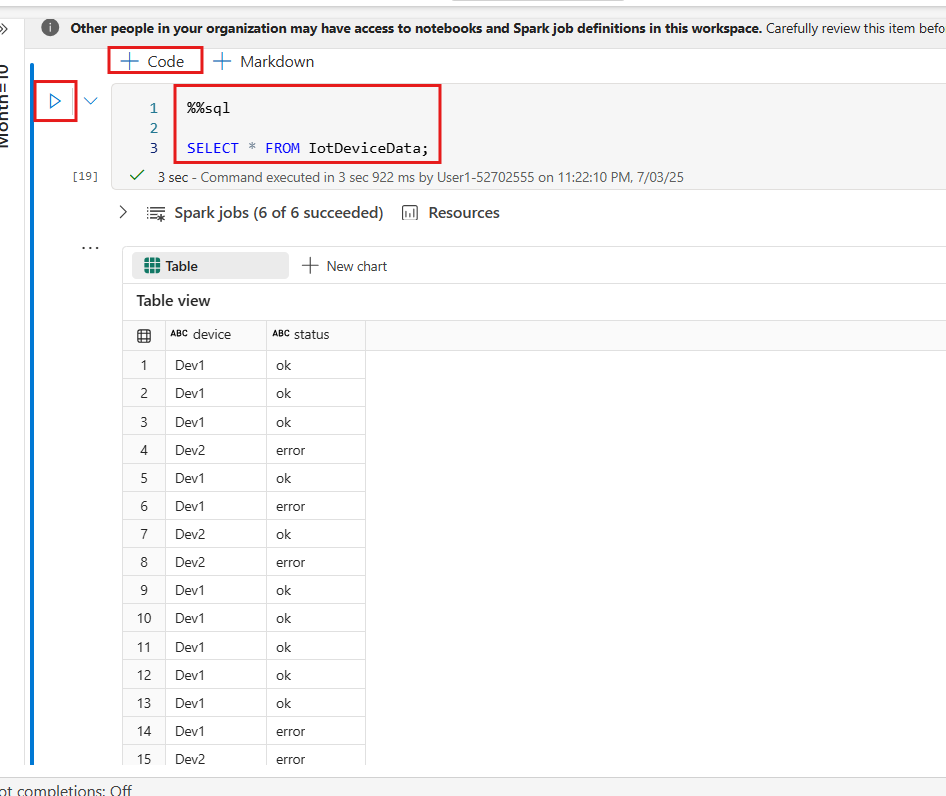 Other people in your organization may have access to notebooks and Spark job definitions in this workspace. Carefully review this item befo
Month=10
+ Code + Markdown
1 %%sql
2
3 SELECT * FROM IotDeviceData;
[19] 3 sec - Command executed in 3 sec 922 ms by User1-52702555 on 11:22:10 PM, 7/03/25
Spark jobs (6 of 6 succeeded) Resources
...
Table + New chart
Table view
ABC device ABC status
1 Dev1 ok
2 Dev1 ok
3 Dev1 ok
4 Dev2 error
5 Dev1 ok
6 Dev1 error
7 Dev2 ok
8 Dev2 error
9 Dev1 ok
10 Dev1 ok
11 Dev1 ok
12 Dev1 ok
13 Dev1 ok
14 Dev1 error
15 Dev2 error
ot completions: Off